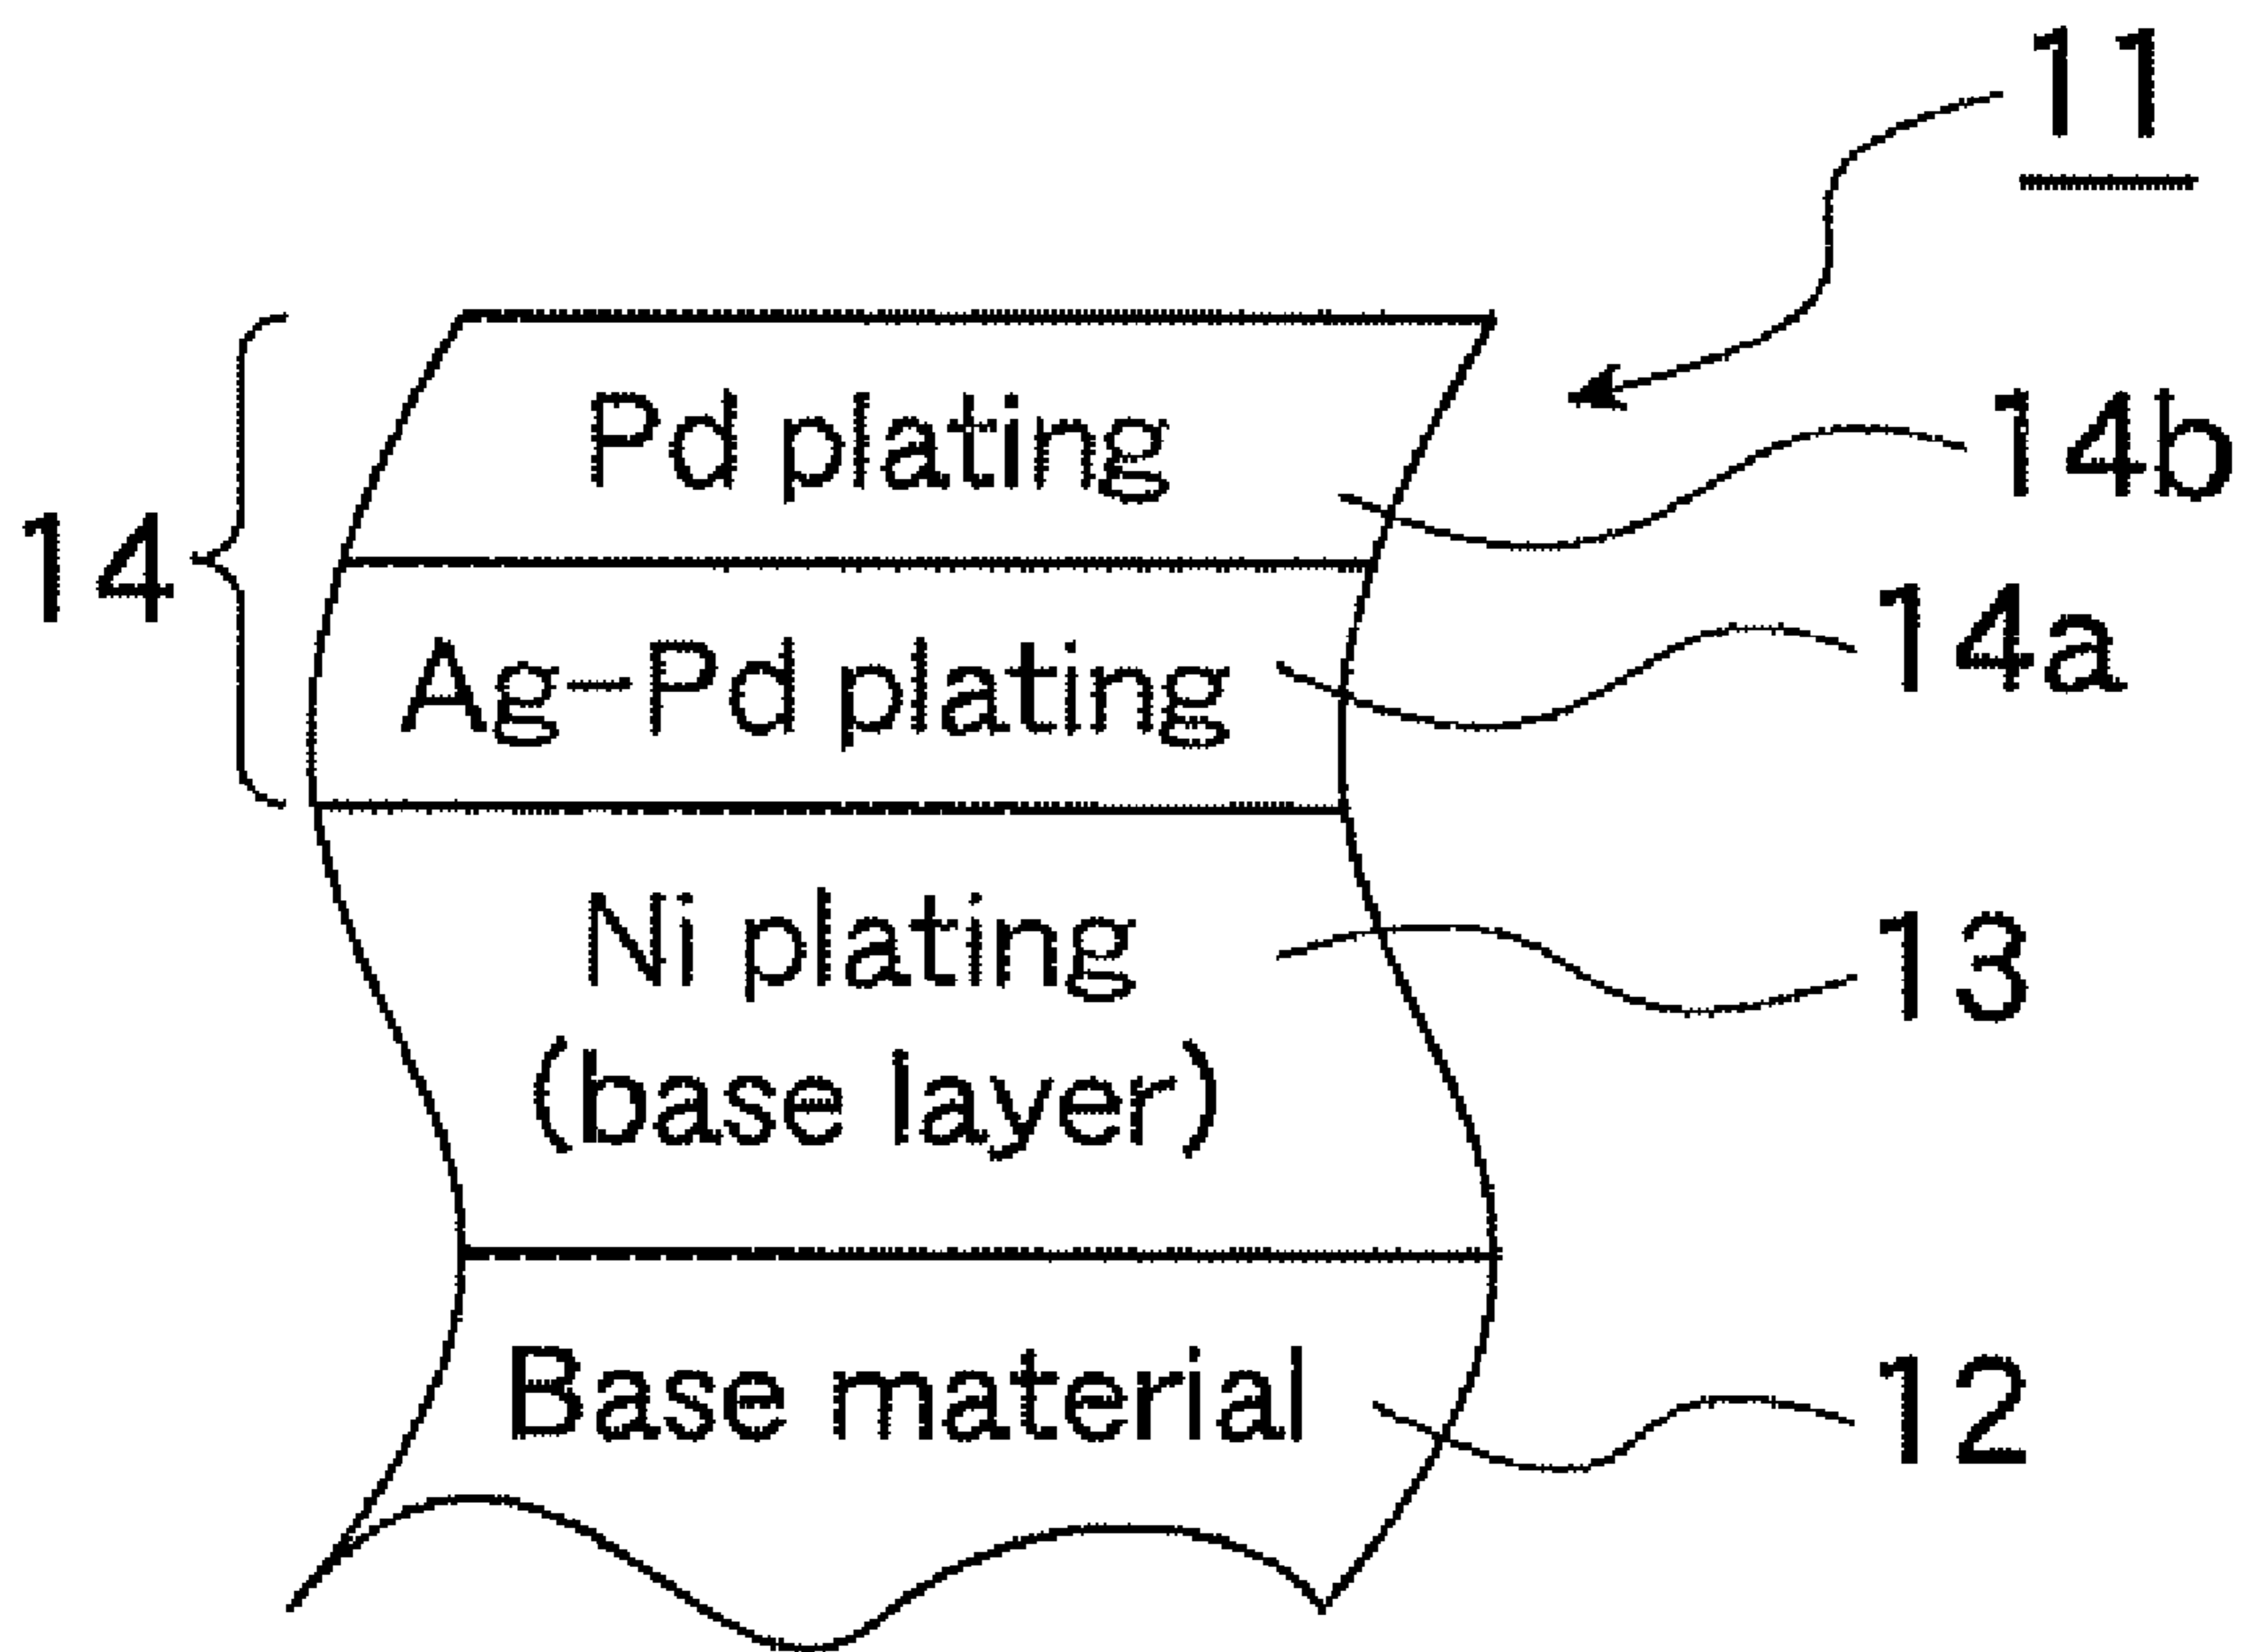 11
Pd plating
14b
14
Ag-Pd plating
14a
Ni plating
(base layer)
13
Base material
12